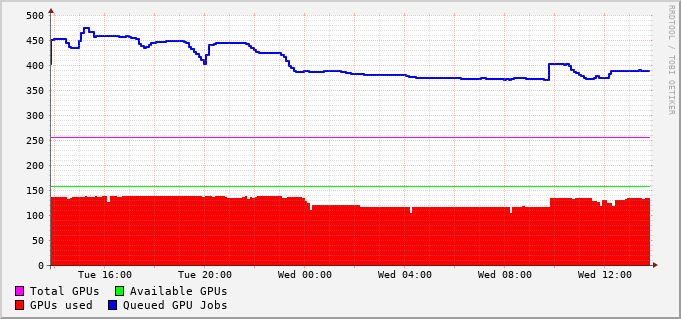 500
450
400
350
300
250
200
150
100
50
0
Tue 16:00 Tue 20:00 Wed 00:00 Wed 04:00 Wed 08:00 Wed 12:00
Total GPUs Available GPUs
GPUs used Queued GPU Jobs
RRDTOOL / TOBI OETIKER